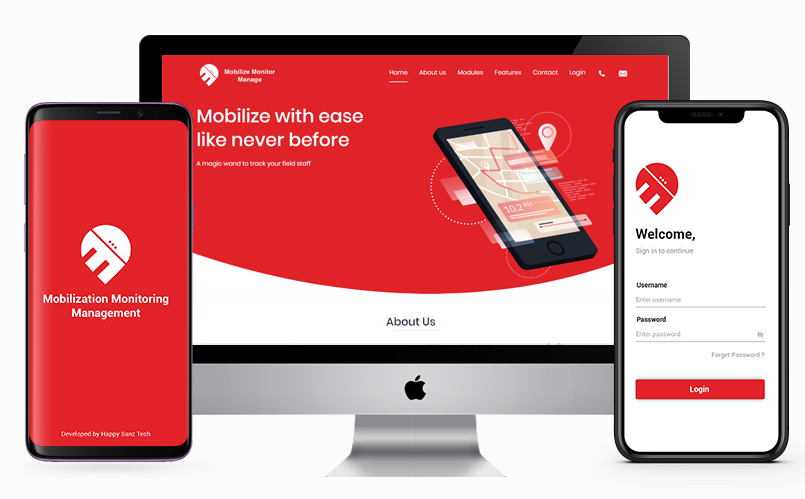 Mobilize Monitor
Manage
Home About us Modules Features Contact Login
Mobilize with ease
like never before
A magic wand to track your field staff
10.2 KM
About Us
Mobilization Monitoring
Management
Developed by Happy Sanz Tech
Welcome,
Sign in to continue
Username
Enter username
Password
Enter password
Forget Password ?
Login